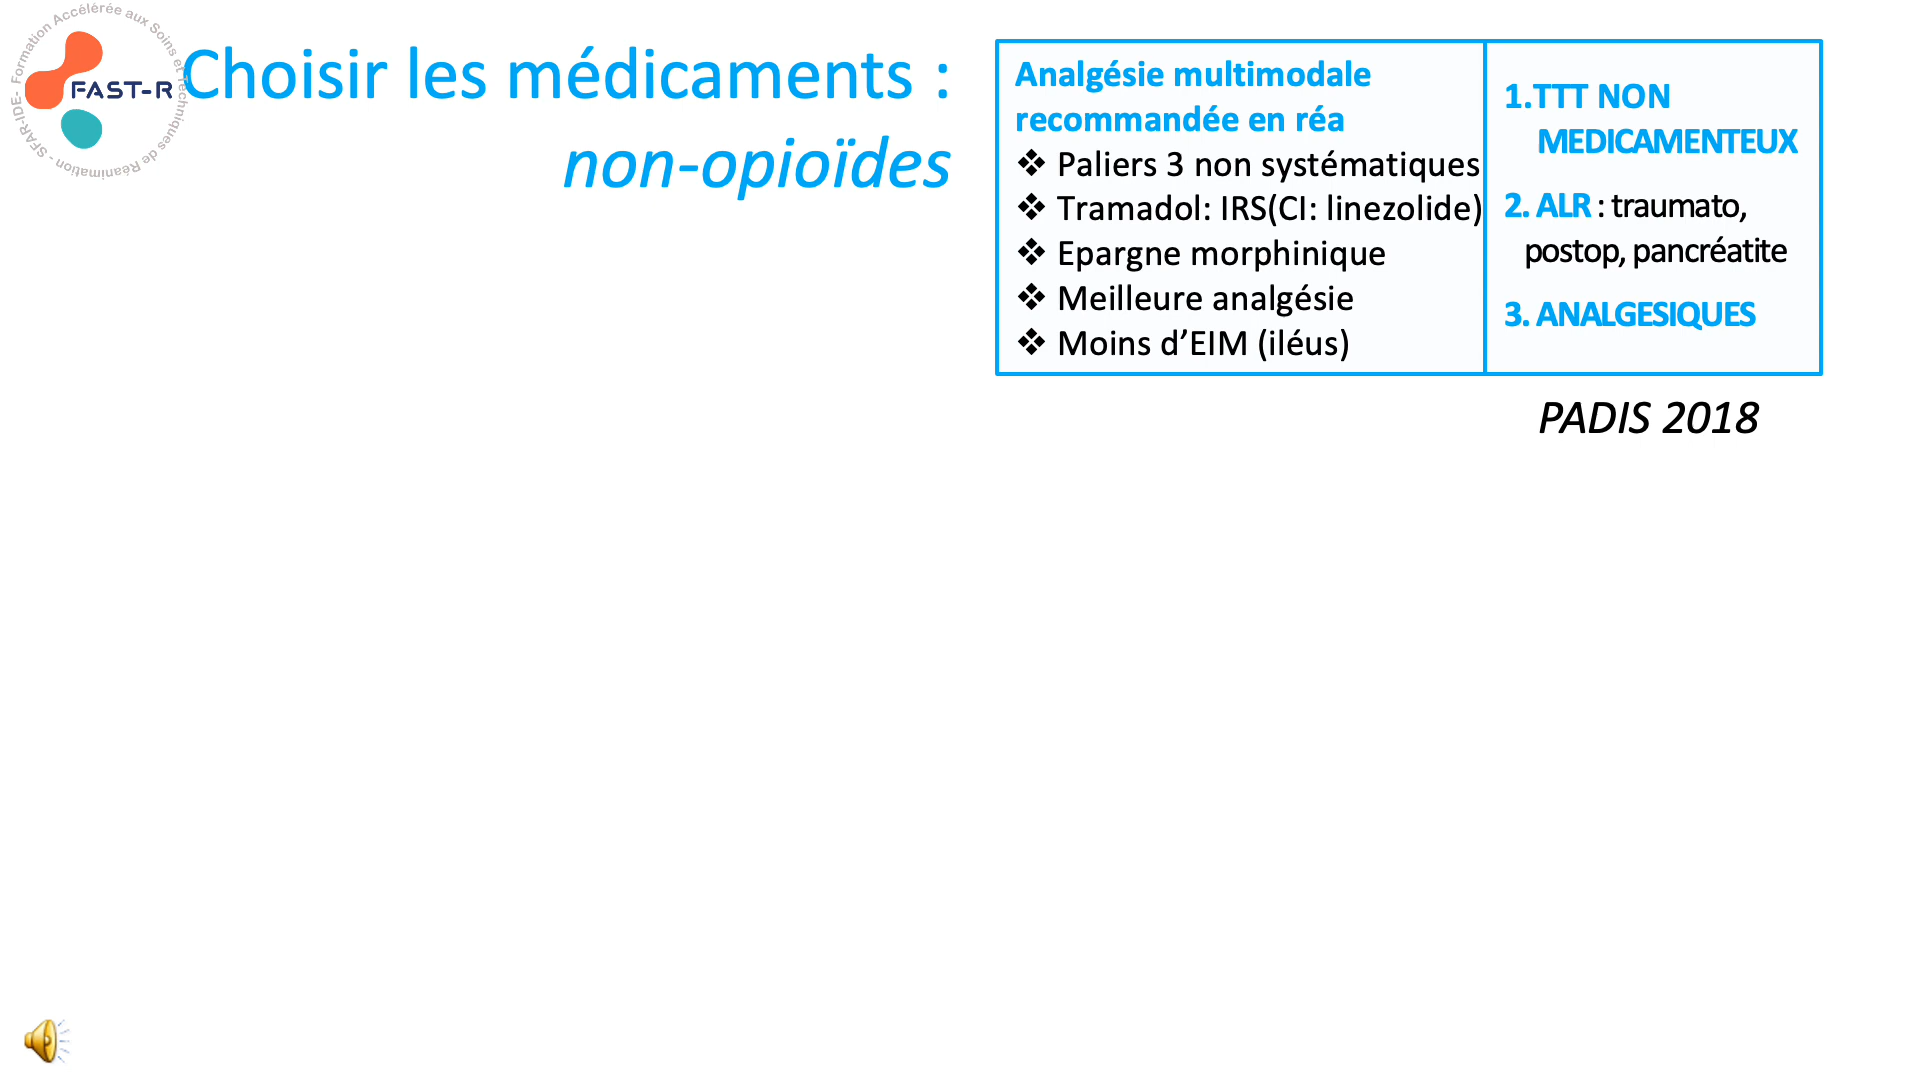 - Formation Accélérée aux Soins et Techniques de Réanimation - SFAR-IDE
FAST-R
Choisir les médicaments :
non-opioïdes
Analgésie multimodale
recommandée en réa
❖ Paliers 3 non systématiques
❖ Tramadol: IRS(CI: linezolide)
❖ Epargne morphinique
❖ Meilleure analgésie
❖ Moins d’EIM (iléus)
1.TTT NON
MEDICAMENTEUX
2. ALR : traumato,
postop, pancréatite
3. ANALGESIQUES
PADIS 2018